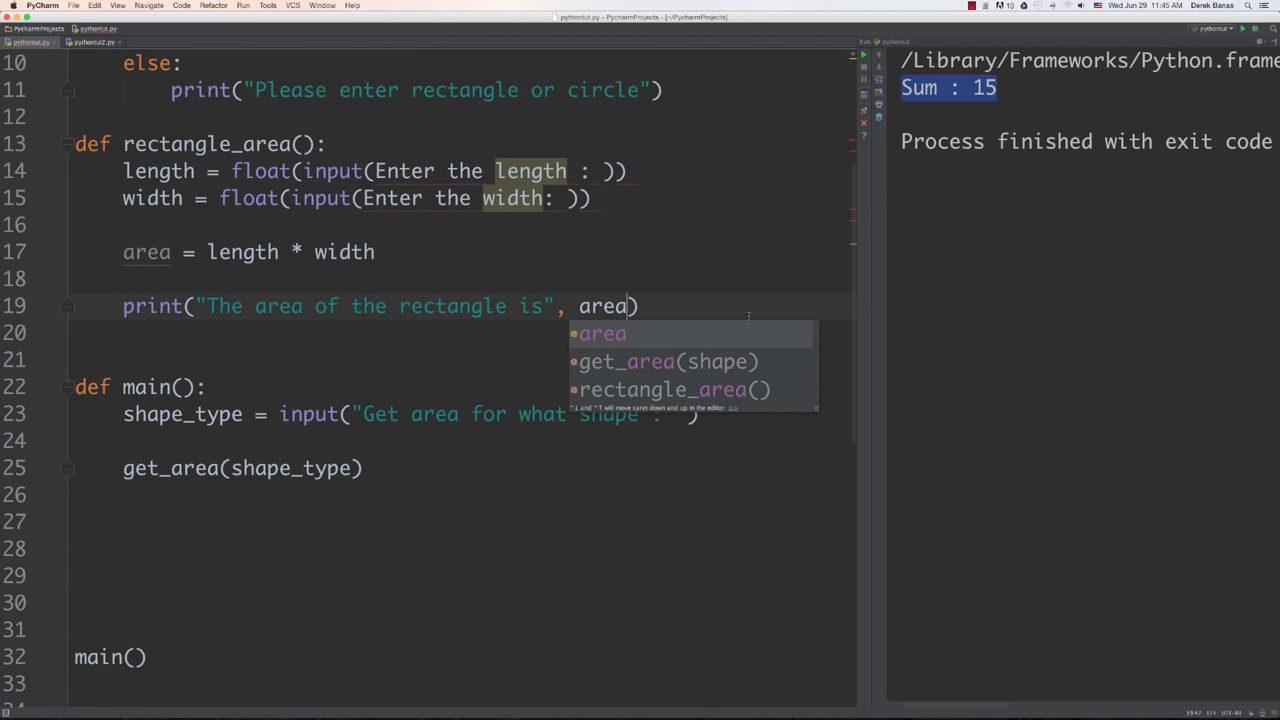 PyCharm File Edit View Navigate Code Refactor Run Tools VCS Window Help 10 Wed Jun 29 11:45 AM Derek Banas
pythontut.py - PycharmProjects - [~/PycharmProjects]
PycharmProjects pythontut.py pythontut
pythontut.py pythontut2.py
Run: pythontut
10 else:
11 print("Please enter rectangle or circle")
12
13 def rectangle_area():
14 length = float(input(Enter the length : ))
15 width = float(input(Enter the width: ))
16
17 area = length * width
18
19 print("The area of the rectangle is", area)
20
area
21
get_area(shape)
22 def main():
rectangle_area()
^↓ and ^↑ will move caret down and up in the editor >>
23 shape_type = input("Get area for what shape : ")
24
25 get_area(shape_type)
26
27
28
29
30
31
32 main()
33
34
/Library/Frameworks/Python.frame
Sum : 15
Process finished with exit code
19:47 LF÷ UTF-8÷